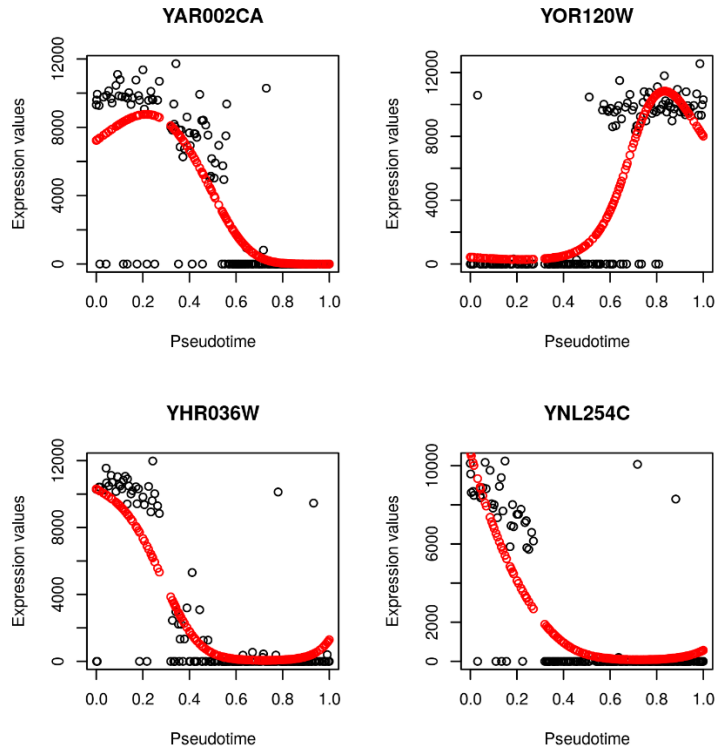 YAR002CA
YOR120W
Expression values
0 4000 8000 12000
0.0 0.2 0.4 0.6 0.8 1.0
Pseudotime
Expression values
0 4000 8000 12000
0.0 0.2 0.4 0.6 0.8 1.0
Pseudotime
YHR036W
YNL254C
Expression values
0 4000 8000 12000
0.0 0.2 0.4 0.6 0.8 1.0
Pseudotime
Expression values
0 2000 6000 10000
0.0 0.2 0.4 0.6 0.8 1.0
Pseudotime